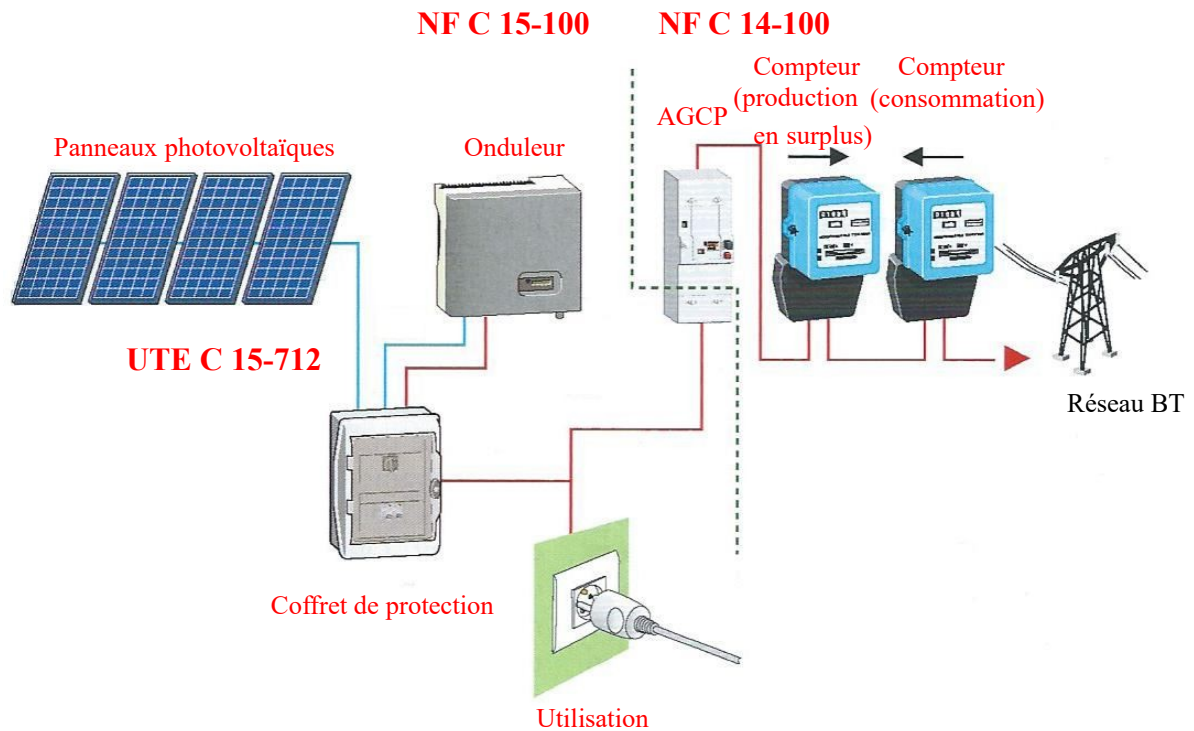 NF C 15-100
NF C 14-100
Compteur
(production
en surplus)
Compteur
(consommation)
AGCP
Panneaux photovoltaïques
Onduleur
UTE C 15-712
Réseau BT
Coffret de protection
Utilisation